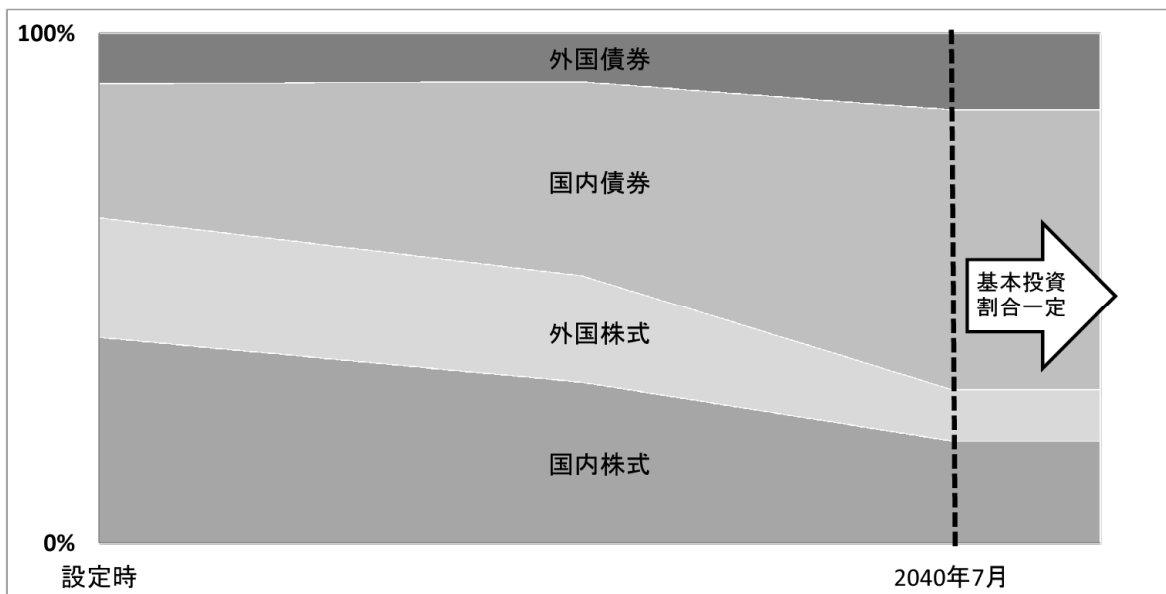 100%
外国債券
国内債券
基本投資
割合一定
外国株式
国内株式
0%
設定時
2040年7月